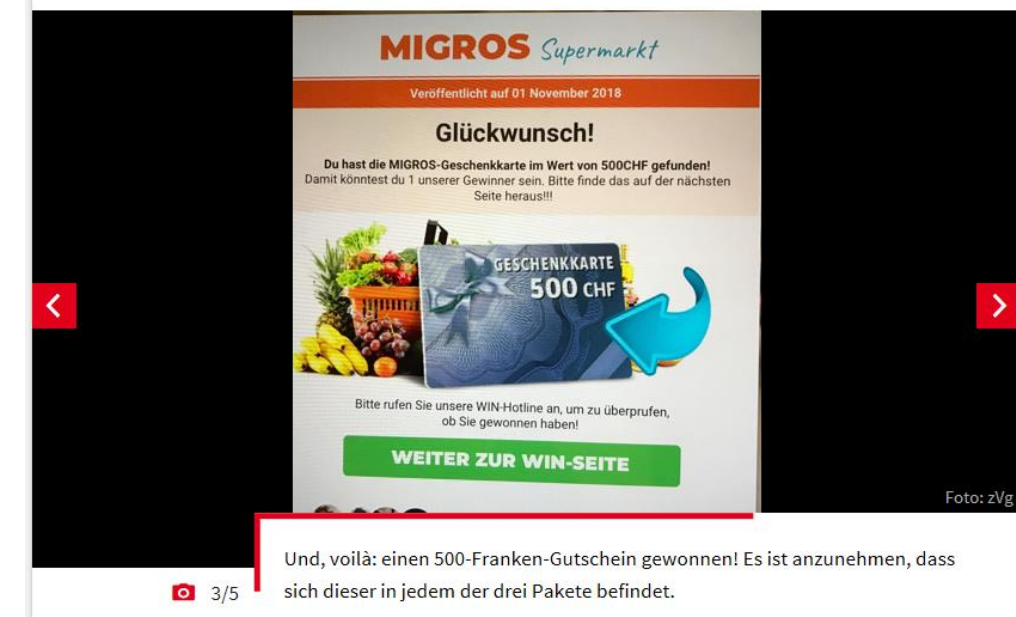 MIGROS Supermarkt
Veröffentlicht auf 01 November 2018
Glückwunsch!
Du hast die MIGROS-Geschenkkarte im Wert von 500CHF gefunden!
Damit könntest du 1 unserer Gewinner sein. Bitte finde das auf der nächsten
Seite heraus!!!
GESCHENKKARTE
500 CHF
Bitte rufen Sie unsere WIN-Hotline an, um zu überprüfen,
ob Sie gewonnen haben!
WEITER ZUR WIN-SEITE
Foto: zVg
Und, voilà: einen 500-Franken-Gutschein gewonnen! Es ist anzunehmen, dass
sich dieser in jedem der drei Pakete befindet.
3/5